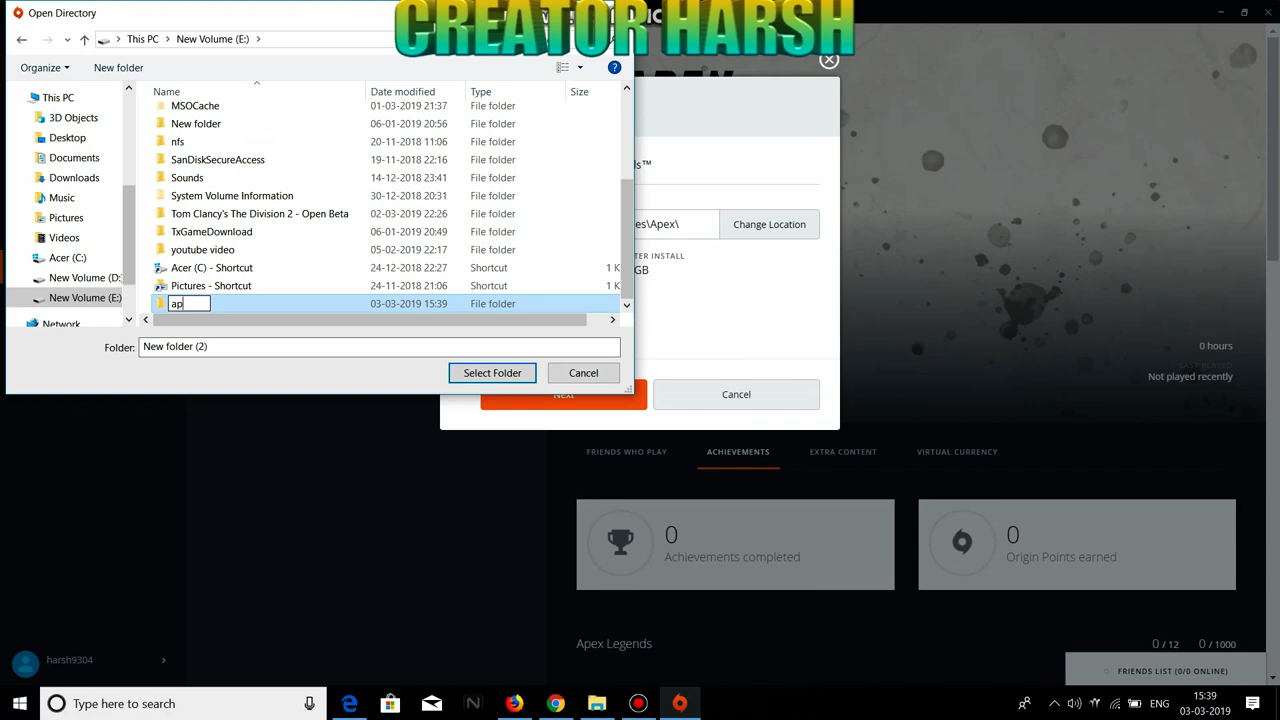 Open Directory
CREATOR HARSH
This PC
New Volume (E:)
Organize
New folder
Name
Date modified
Type
Size
This PC
3D Objects
Desktop
Documents
Downloads
Music
Pictures
Videos
Acer (C:)
New Volume (D:
New Volume (E:)
Network
MSOCache 01-03-2019 21:37 File folder
New folder 06-01-2019 20:56 File folder
nfs 20-11-2018 11:06 File folder
SanDiskSecureAccess 19-11-2018 22:16 File folder
Sounds 14-12-2018 23:41 File folder
System Volume Information 30-12-2018 20:31 File folder
Tom Clancy's The Division 2 - Open Beta 02-03-2019 22:26 File folder
TxGameDownload 06-01-2019 20:49 File folder
youtube video 05-02-2019 22:17 File folder
Acer (C) - Shortcut 24-12-2018 22:27 Shortcut 1 K
Pictures - Shortcut 24-11-2018 21:06 Shortcut 1 K
ap 03-03-2019 15:39 File folder
Folder: New folder (2)
Select Folder
Cancel
ds™
es\Apex\
Change Location
TER INSTALL
GB
Next
Cancel
0 hours
LAST PLAYED
Not played recently
FRIENDS WHO PLAY
ACHIEVEMENTS
EXTRA CONTENT
VIRTUAL CURRENCY
0
Achievements completed
0
Origin Points earned
Apex Legends
0 / 12
0 / 1000
harsh9304
FRIENDS LIST (0/0 ONLINE)
Type here to search
ENG
15:39
03-03-2019